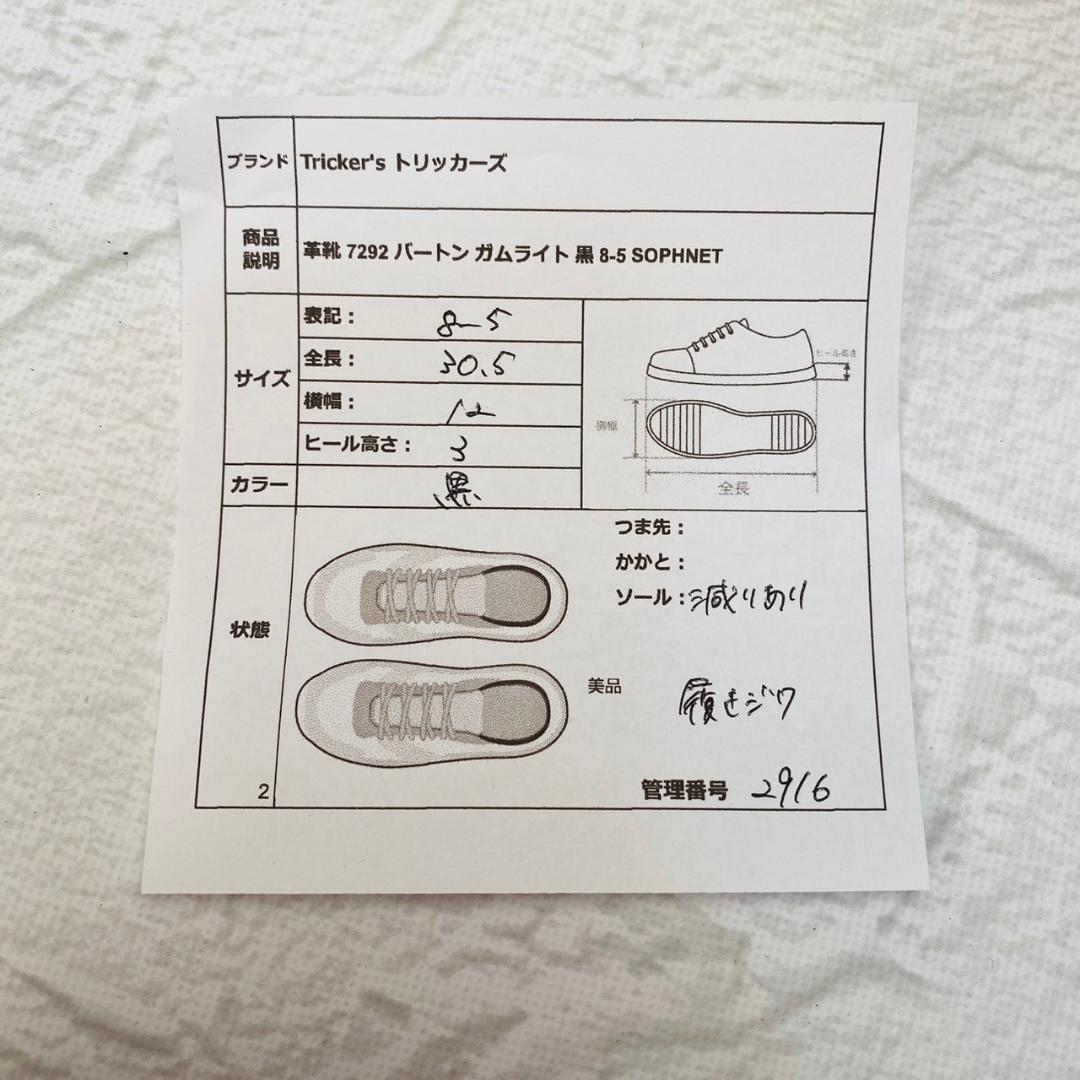 ブランド Tricker's トリッカーズ
商品
説明
革靴 7292 バートン ガムライト 黒 8-5 SOPHNET
サイズ
表記： 8-5
全長： 30.5
横幅： 12
ヒール高さ： 3
ヒール高さ
横幅
全長
カラー 黒
状態
つま先：
かかと：
ソール：減りあり
美品
履きジワ
2
管理番号 2916